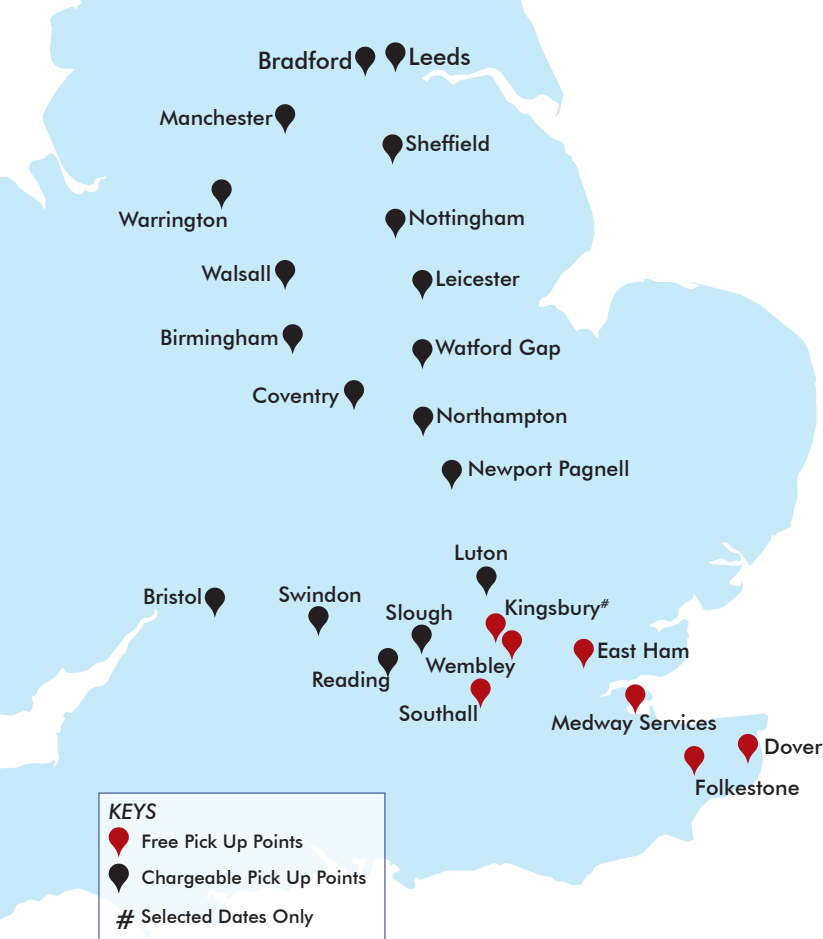 Bradford
Leeds
Manchester
Sheffield
Warrington
Nottingham
Walsall
Leicester
Birmingham
Watford Gap
Coventry
Northampton
Newport Pagnell
Luton
Bristol
Swindon
Slough
Kingsbury#
Reading
Wembley
East Ham
Southall
Medway Services
Dover
Folkestone
KEYS
Free Pick Up Points
Chargeable Pick Up Points
# Selected Dates Only